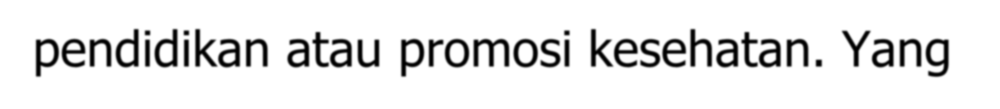 pendidikan atau promosi kesehatan. Yang